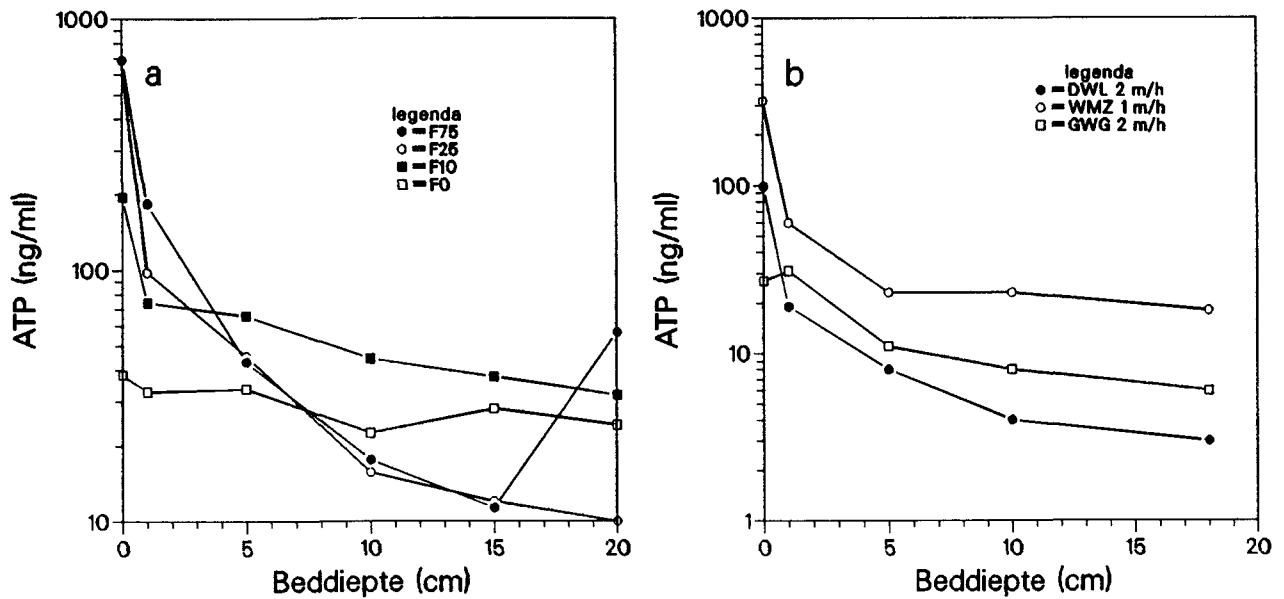 1000
100
10
ATP (ng/ml)
a
legenda
● = F75
○ = F25
■ = F10
□ = F0
0 5 10 15 20
Beddiepte (cm)
1000
100
10
1
ATP (ng/ml)
b
legenda
● = DWL 2 m/h
○ = WMZ 1 m/h
□ = GWG 2 m/h
0 5 10 15 20
Beddiepte (cm)